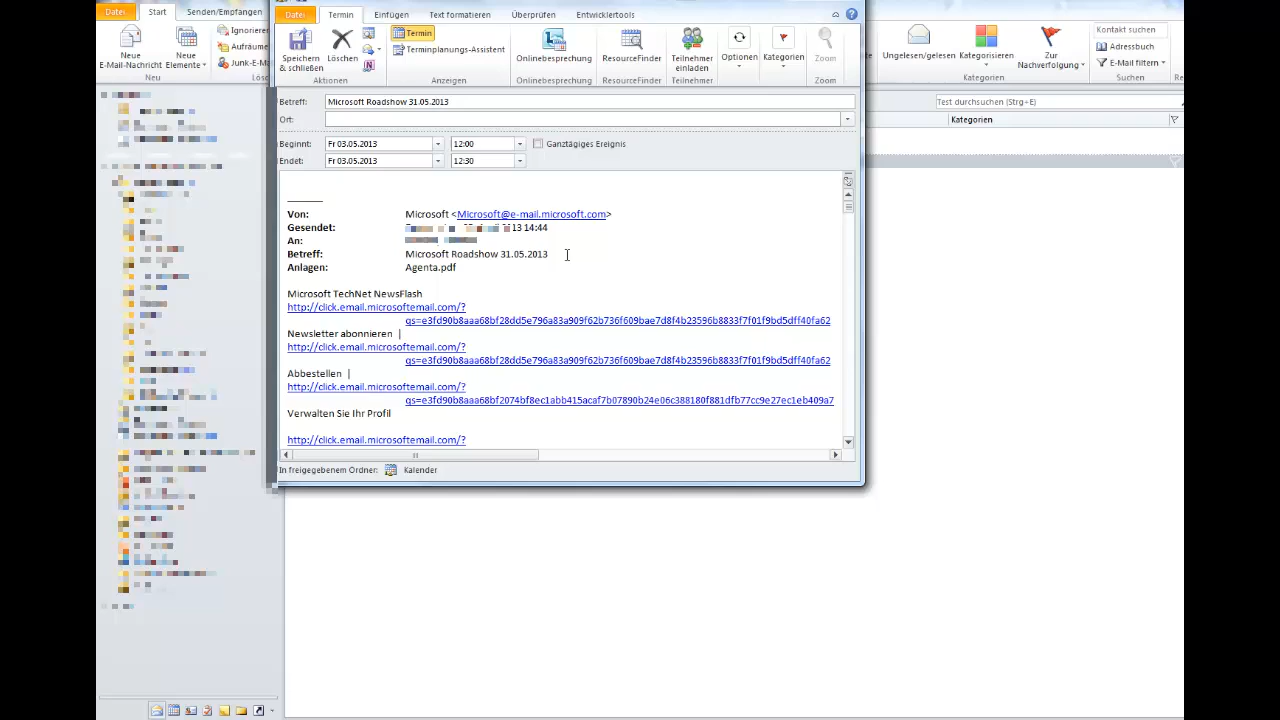 Datei Start Senden/Empfangen
Neue E-Mail-Nachricht
Neue Elemente
Ignorieren
Aufräumen
Junk-E-M
Neu
Lösc
Datei Termin Einfügen Text formatieren Überprüfen Entwicklertools
Speichern & schließen
Löschen
Aktionen
Termin
Terminplanungs-Assistent
Anzeigen
Onlinebesprechung
Onlinebesprechung
ResourceFinder
ResourceFinder
Teilnehmer einladen
Teilnehmer
Optionen
Kategorien
Zoom
Zoom
Ungelesen/gelesen
Kategorisieren
Zur Nachverfolgung
Kategorien
Kontakt suchen
Adressbuch
E-Mail filtern
Suchen
Re
Test durchsuchen (Strg+E)
Kategorien
Betreff: Microsoft Roadshow 31.05.2013
Ort:
Beginnt: Fr 03.05.2013 12:00 Ganztägiges Ereignis
Endet: Fr 03.05.2013 12:30
Von: Microsoft <Microsoft@e-mail.microsoft.com>
Gesendet: 13 14:44
An:
Betreff: Microsoft Roadshow 31.05.2013
Anlagen: Agenta.pdf
Microsoft TechNet NewsFlash
http://click.email.microsoftemail.com/?
qs=e3fd90b8aaa68bf28dd5e796a83a909f62b736f609bae7d8f4b23596b8833f7f01f9bd5dff40fa62
Newsletter abonnieren |
http://click.email.microsoftemail.com/?
qs=e3fd90b8aaa68bf28dd5e796a83a909f62b736f609bae7d8f4b23596b8833f7f01f9bd5dff40fa62
Abbestellen |
http://click.email.microsoftemail.com/?
qs=e3fd90b8aaa68bf2074bf8ec1abb415acaf7b07890b24e06c388180f881dfb77cc9e27ec1eb409a7
Verwalten Sie Ihr Profil
http://click.email.microsoftemail.com/?
In freigegebenem Ordner: Kalender